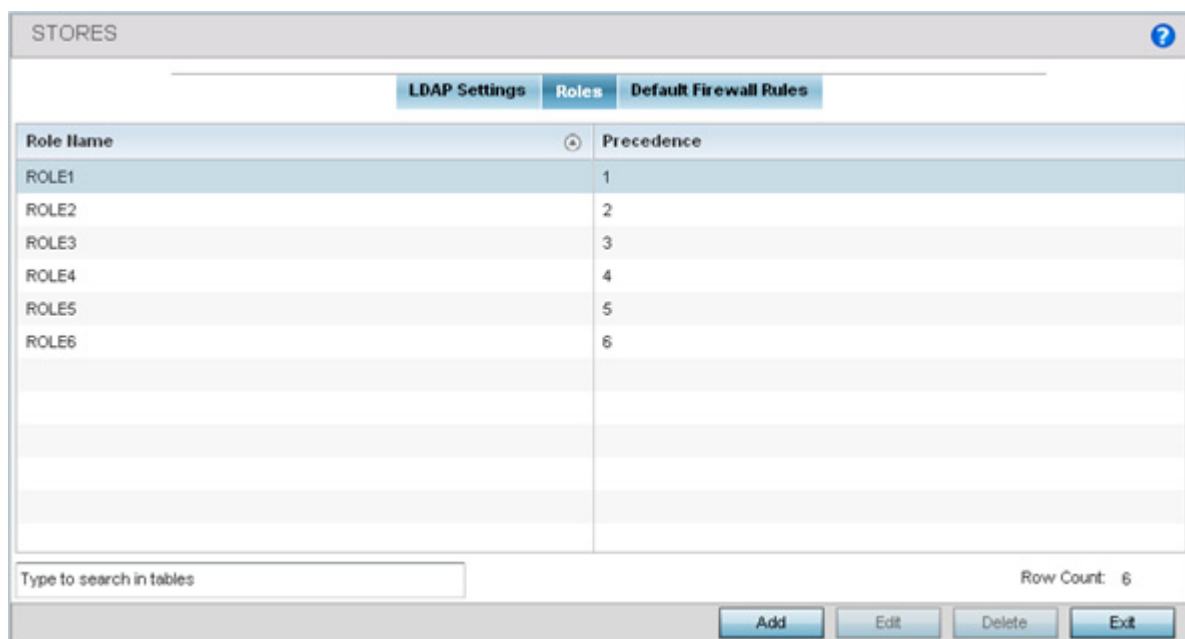 STORES
?
LDAP Settings Roles Default Firewall Rules
Role Name Precedence
ROLE1 1
ROLE2 2
ROLE3 3
ROLE4 4
ROLE5 5
ROLE6 6
Type to search in tables Row Count: 6
Add Edit Delete Exit